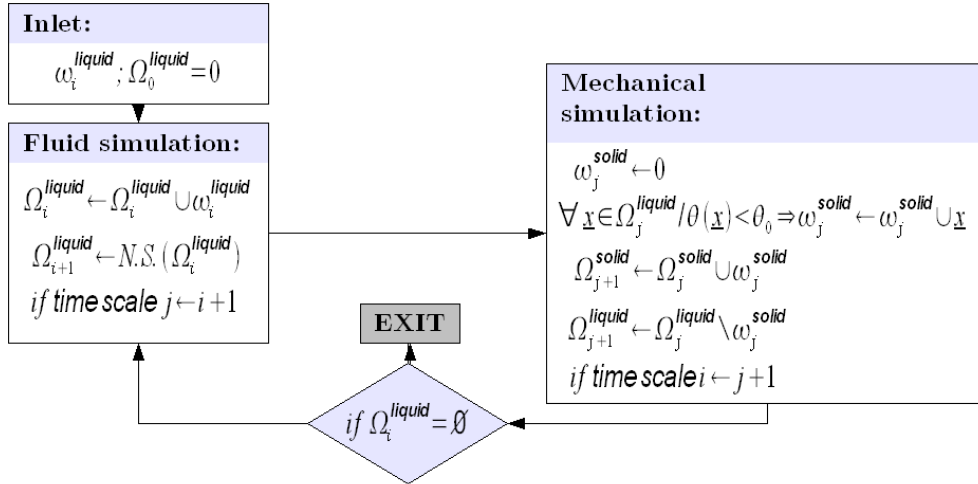 Inlet:
ω_i^liquid ; Ω_0^liquid = 0
Fluid simulation:
Ω_i^liquid ← Ω_i^liquid ∪ ω_i^liquid
Ω_{i+1}^liquid ← N.S.(Ω_i^liquid)
if time scale j ← i+1
Mechanical
simulation:
ω_j^solid ← 0
∀ x ∈ Ω_j^liquid / θ(x) < θ_0 ⇒ ω_j^solid ← ω_j^solid ∪ x
Ω_{j+1}^solid ← Ω_j^solid ∪ ω_j^solid
Ω_{j+1}^liquid ← Ω_j^liquid \ ω_j^solid
if time scale i ← j+1
EXIT
if Ω_i^liquid = ∅